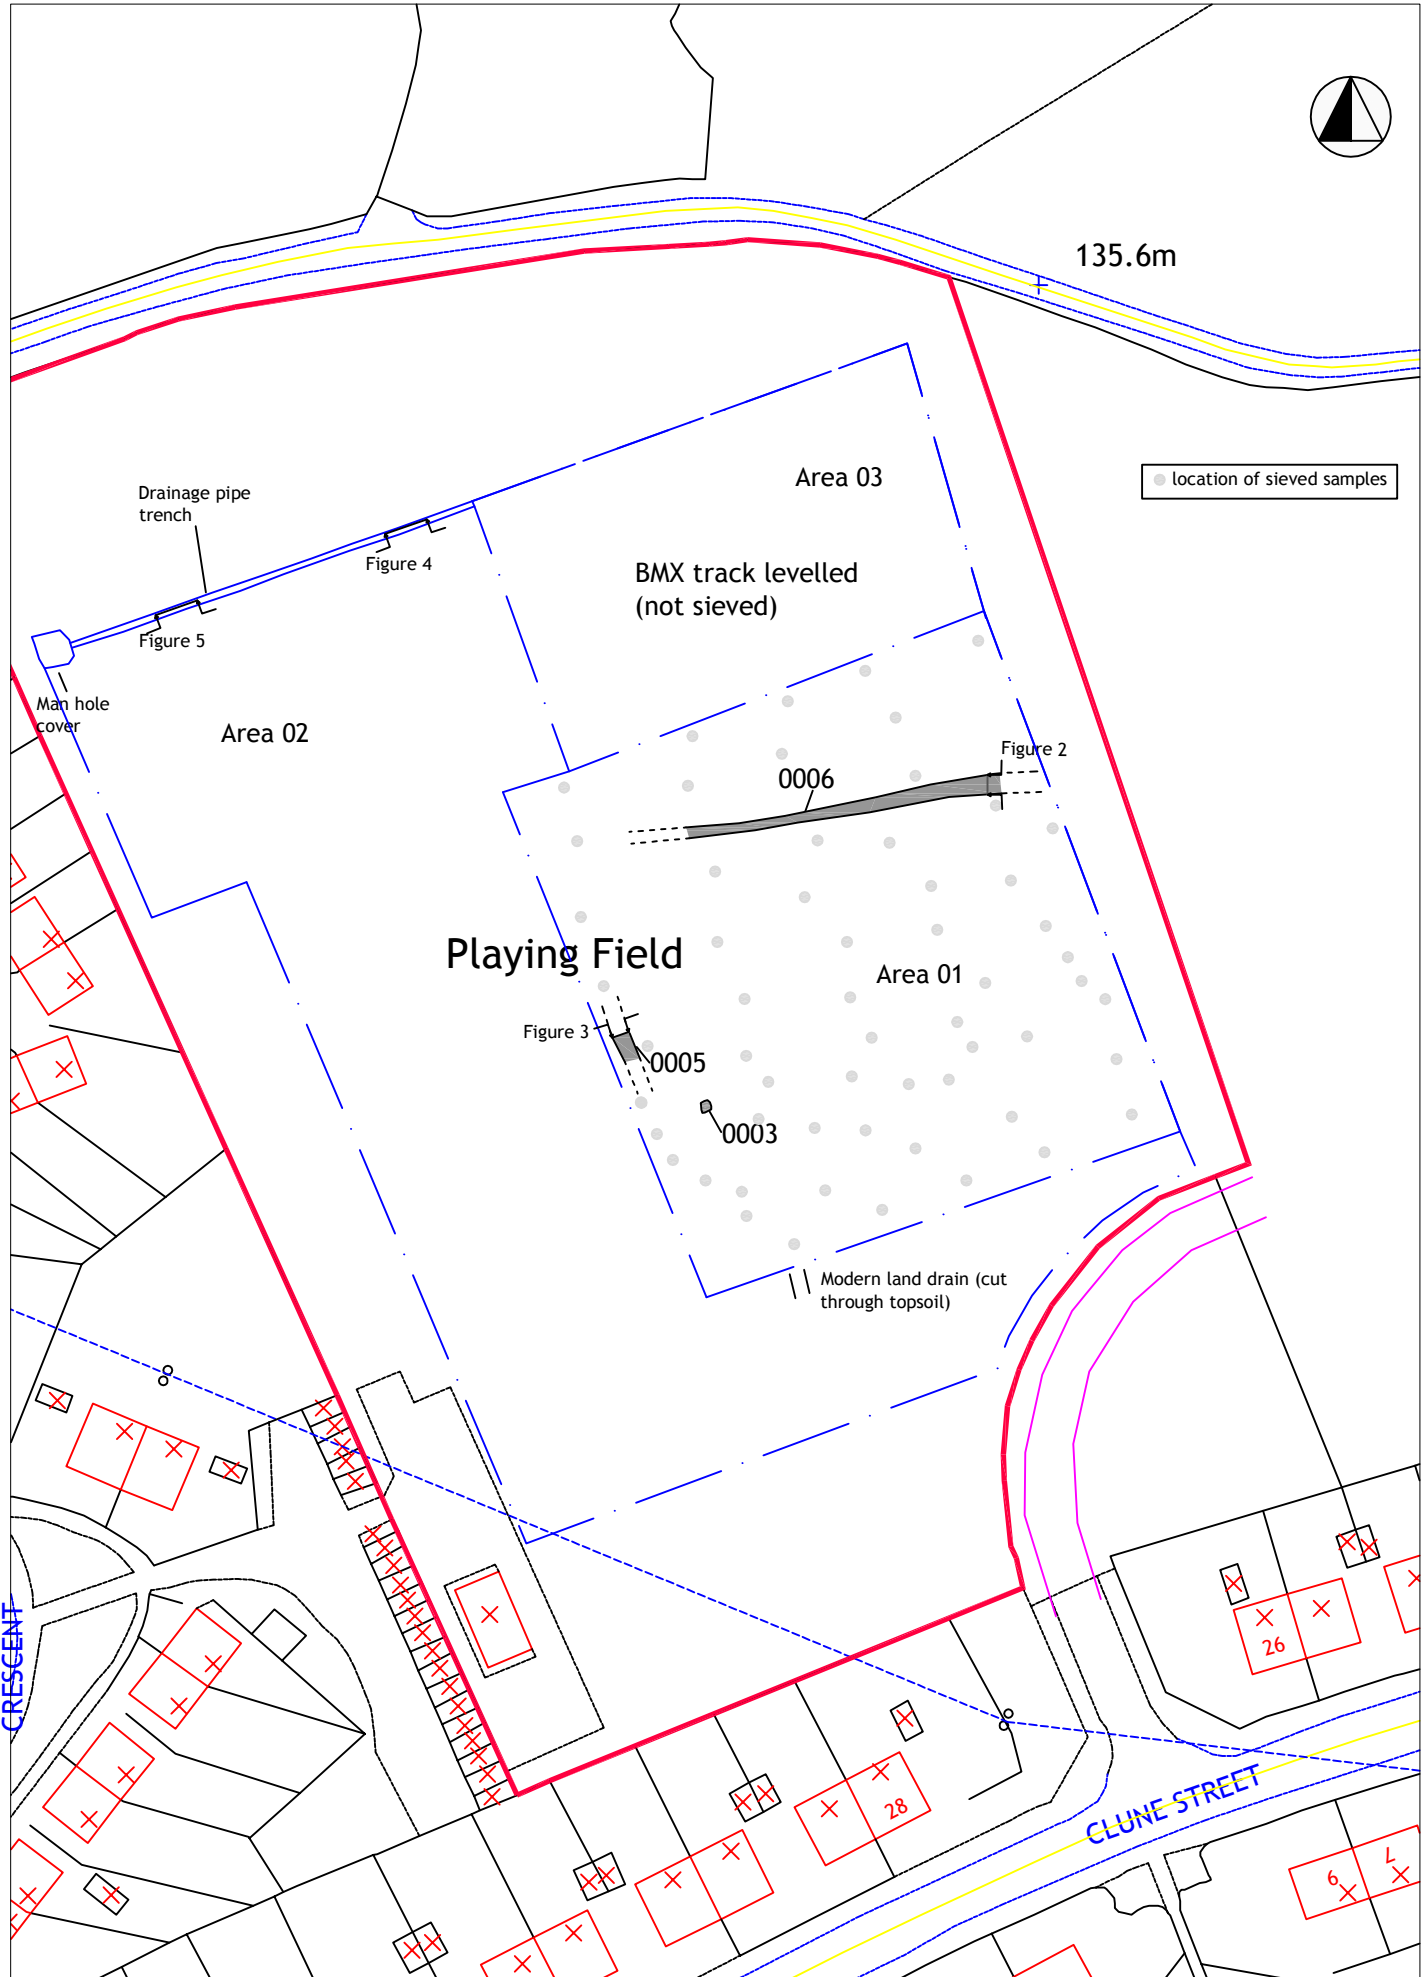 135.6m
Area 03
location of sieved samples
Drainage pipe
trench
Figure 4
BMX track levelled
(not sieved)
Figure 5
Man hole
cover
Area 02
Figure 2
0006
Playing Field
Area 01
Figure 3
0005
0003
Modern land drain (cut
through topsoil)
CRESCENT
26
28
CLUNE STREET
9
7